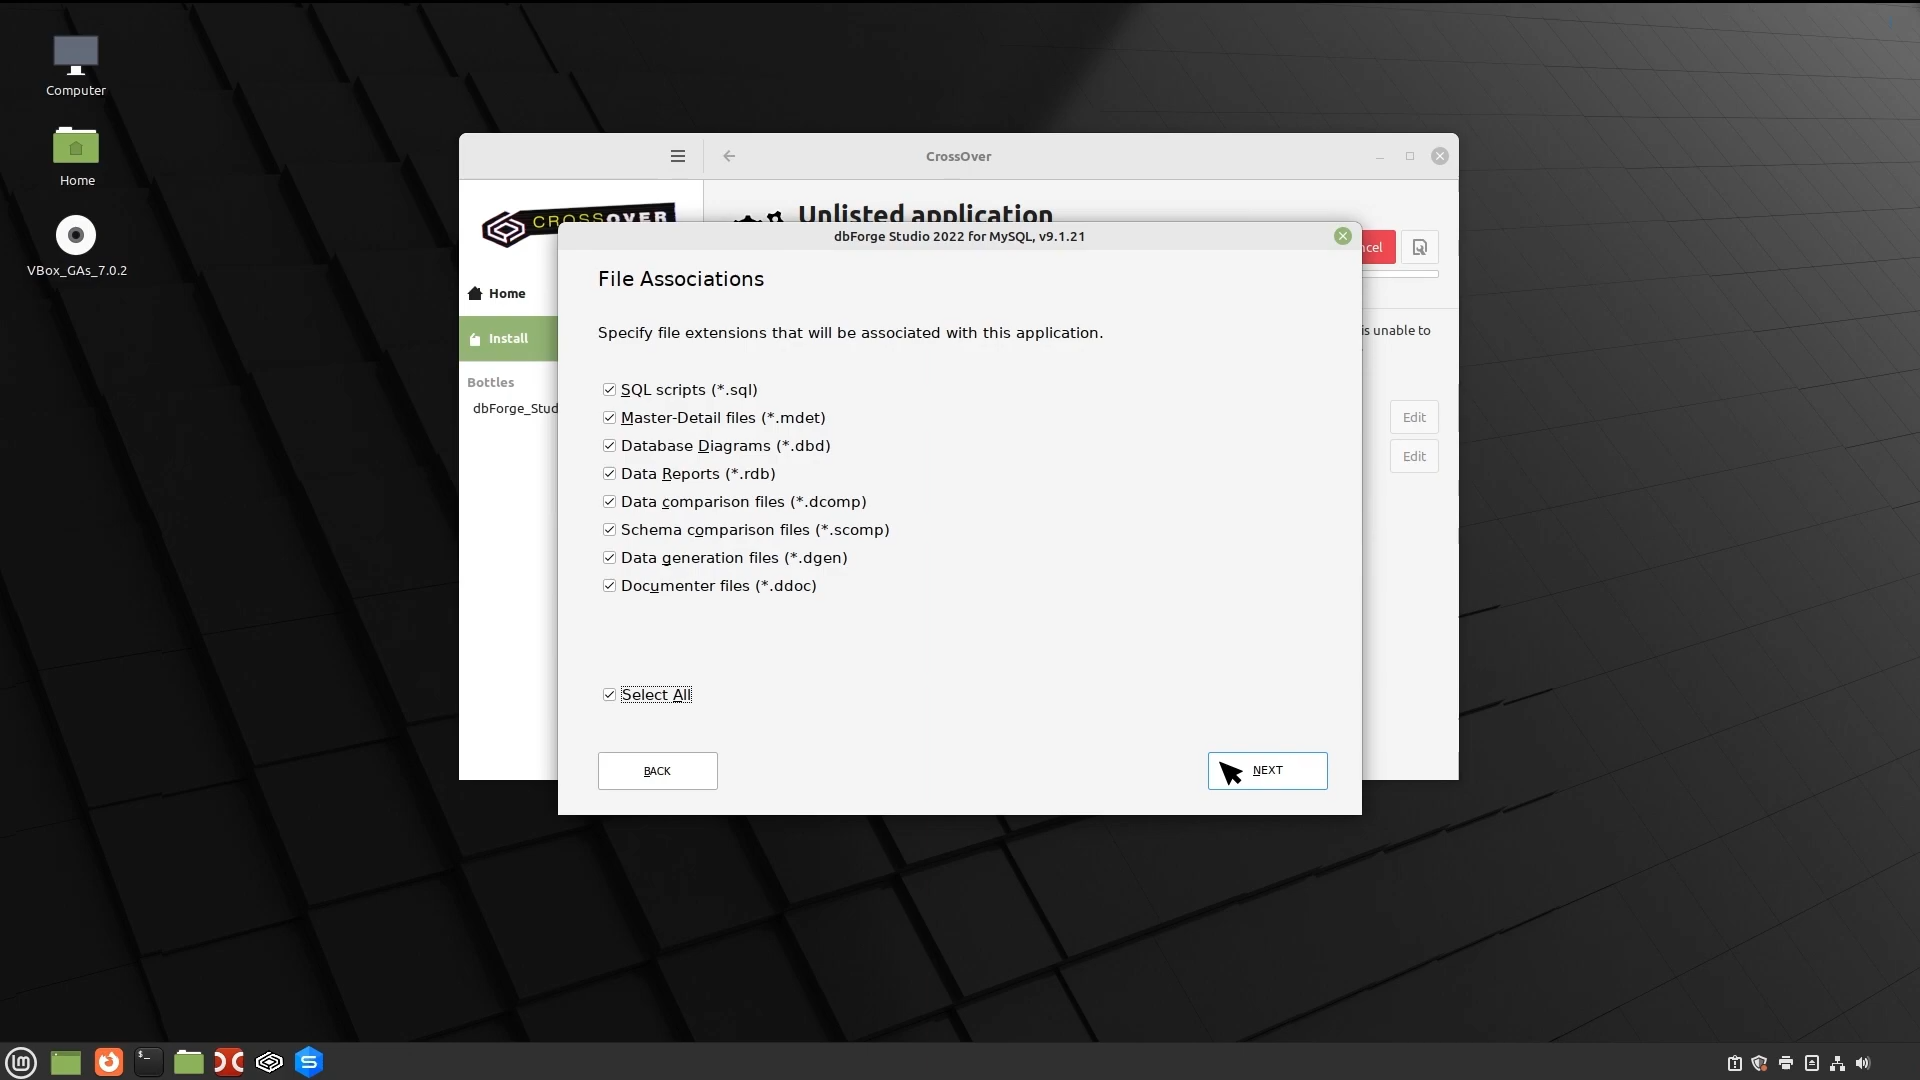 Computer
Home
VBox_GAs_7.0.2
CrossOver
CROSSOVER
Unlisted application
ncel
Home
Install
Bottles
dbForge_Stud
is unable to
Edit
Edit
dbForge Studio 2022 for MySQL, v9.1.21
File Associations
Specify file extensions that will be associated with this application.
SQL scripts (*.sql)
Master-Detail files (*.mdet)
Database Diagrams (*.dbd)
Data Reports (*.rdb)
Data comparison files (*.dcomp)
Schema comparison files (*.scomp)
Data generation files (*.dgen)
Documenter files (*.ddoc)
Select All
BACK
NEXT